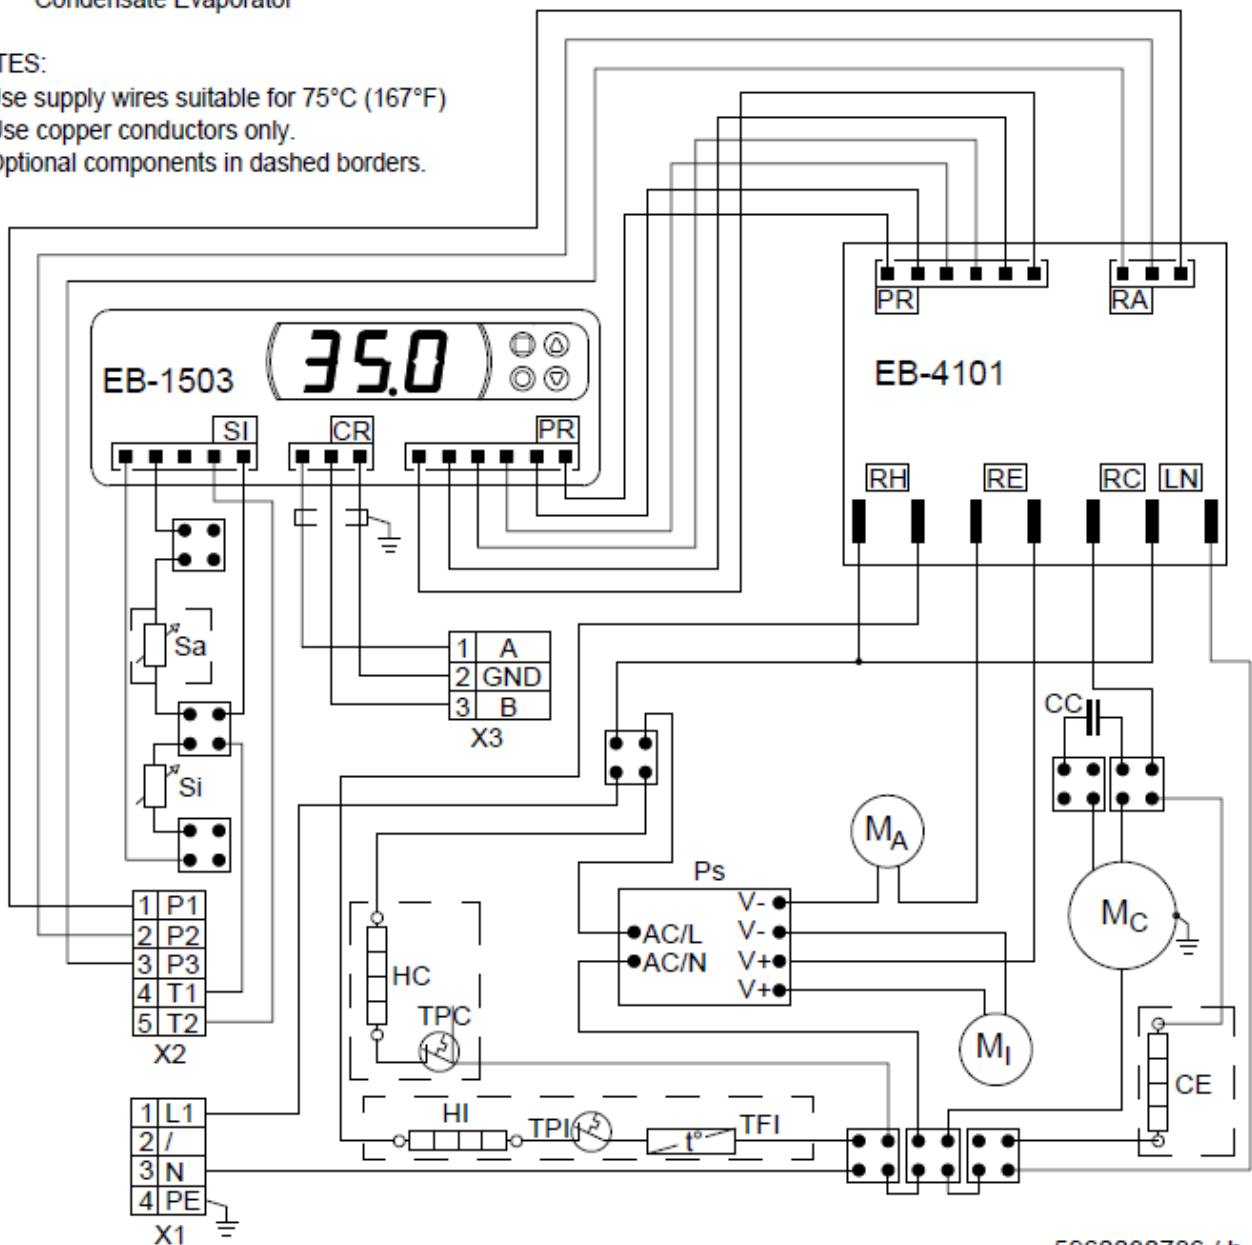 Condensate Evaporator
TES:
Use supply wires suitable for 75°C (167°F)
Use copper conductors only.
Optional components in dashed borders.
PR
RA
EB-4101
EB-1503
35.0
SI
CR
PR
RH
RE
RC
LN
Sa
1 A
2 GND
3 B
X3
CC
Si
MA
Ps
V-
AC/L
V-
AC/N
V+
V+
MC
1 P1
2 P2
3 P3
4 T1
5 T2
X2
HC
TPC
MI
CE
HI
TPI
t°
TFI
1 L1
2 /
3 N
4 PE
X1